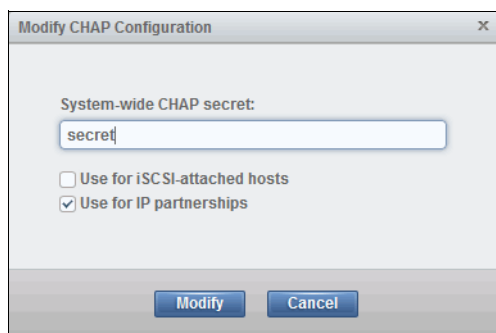 Modify CHAP Configuration x
System-wide CHAP secret:
secret
Use for iSCSI-attached hosts
Use for IP partnerships
Modify Cancel